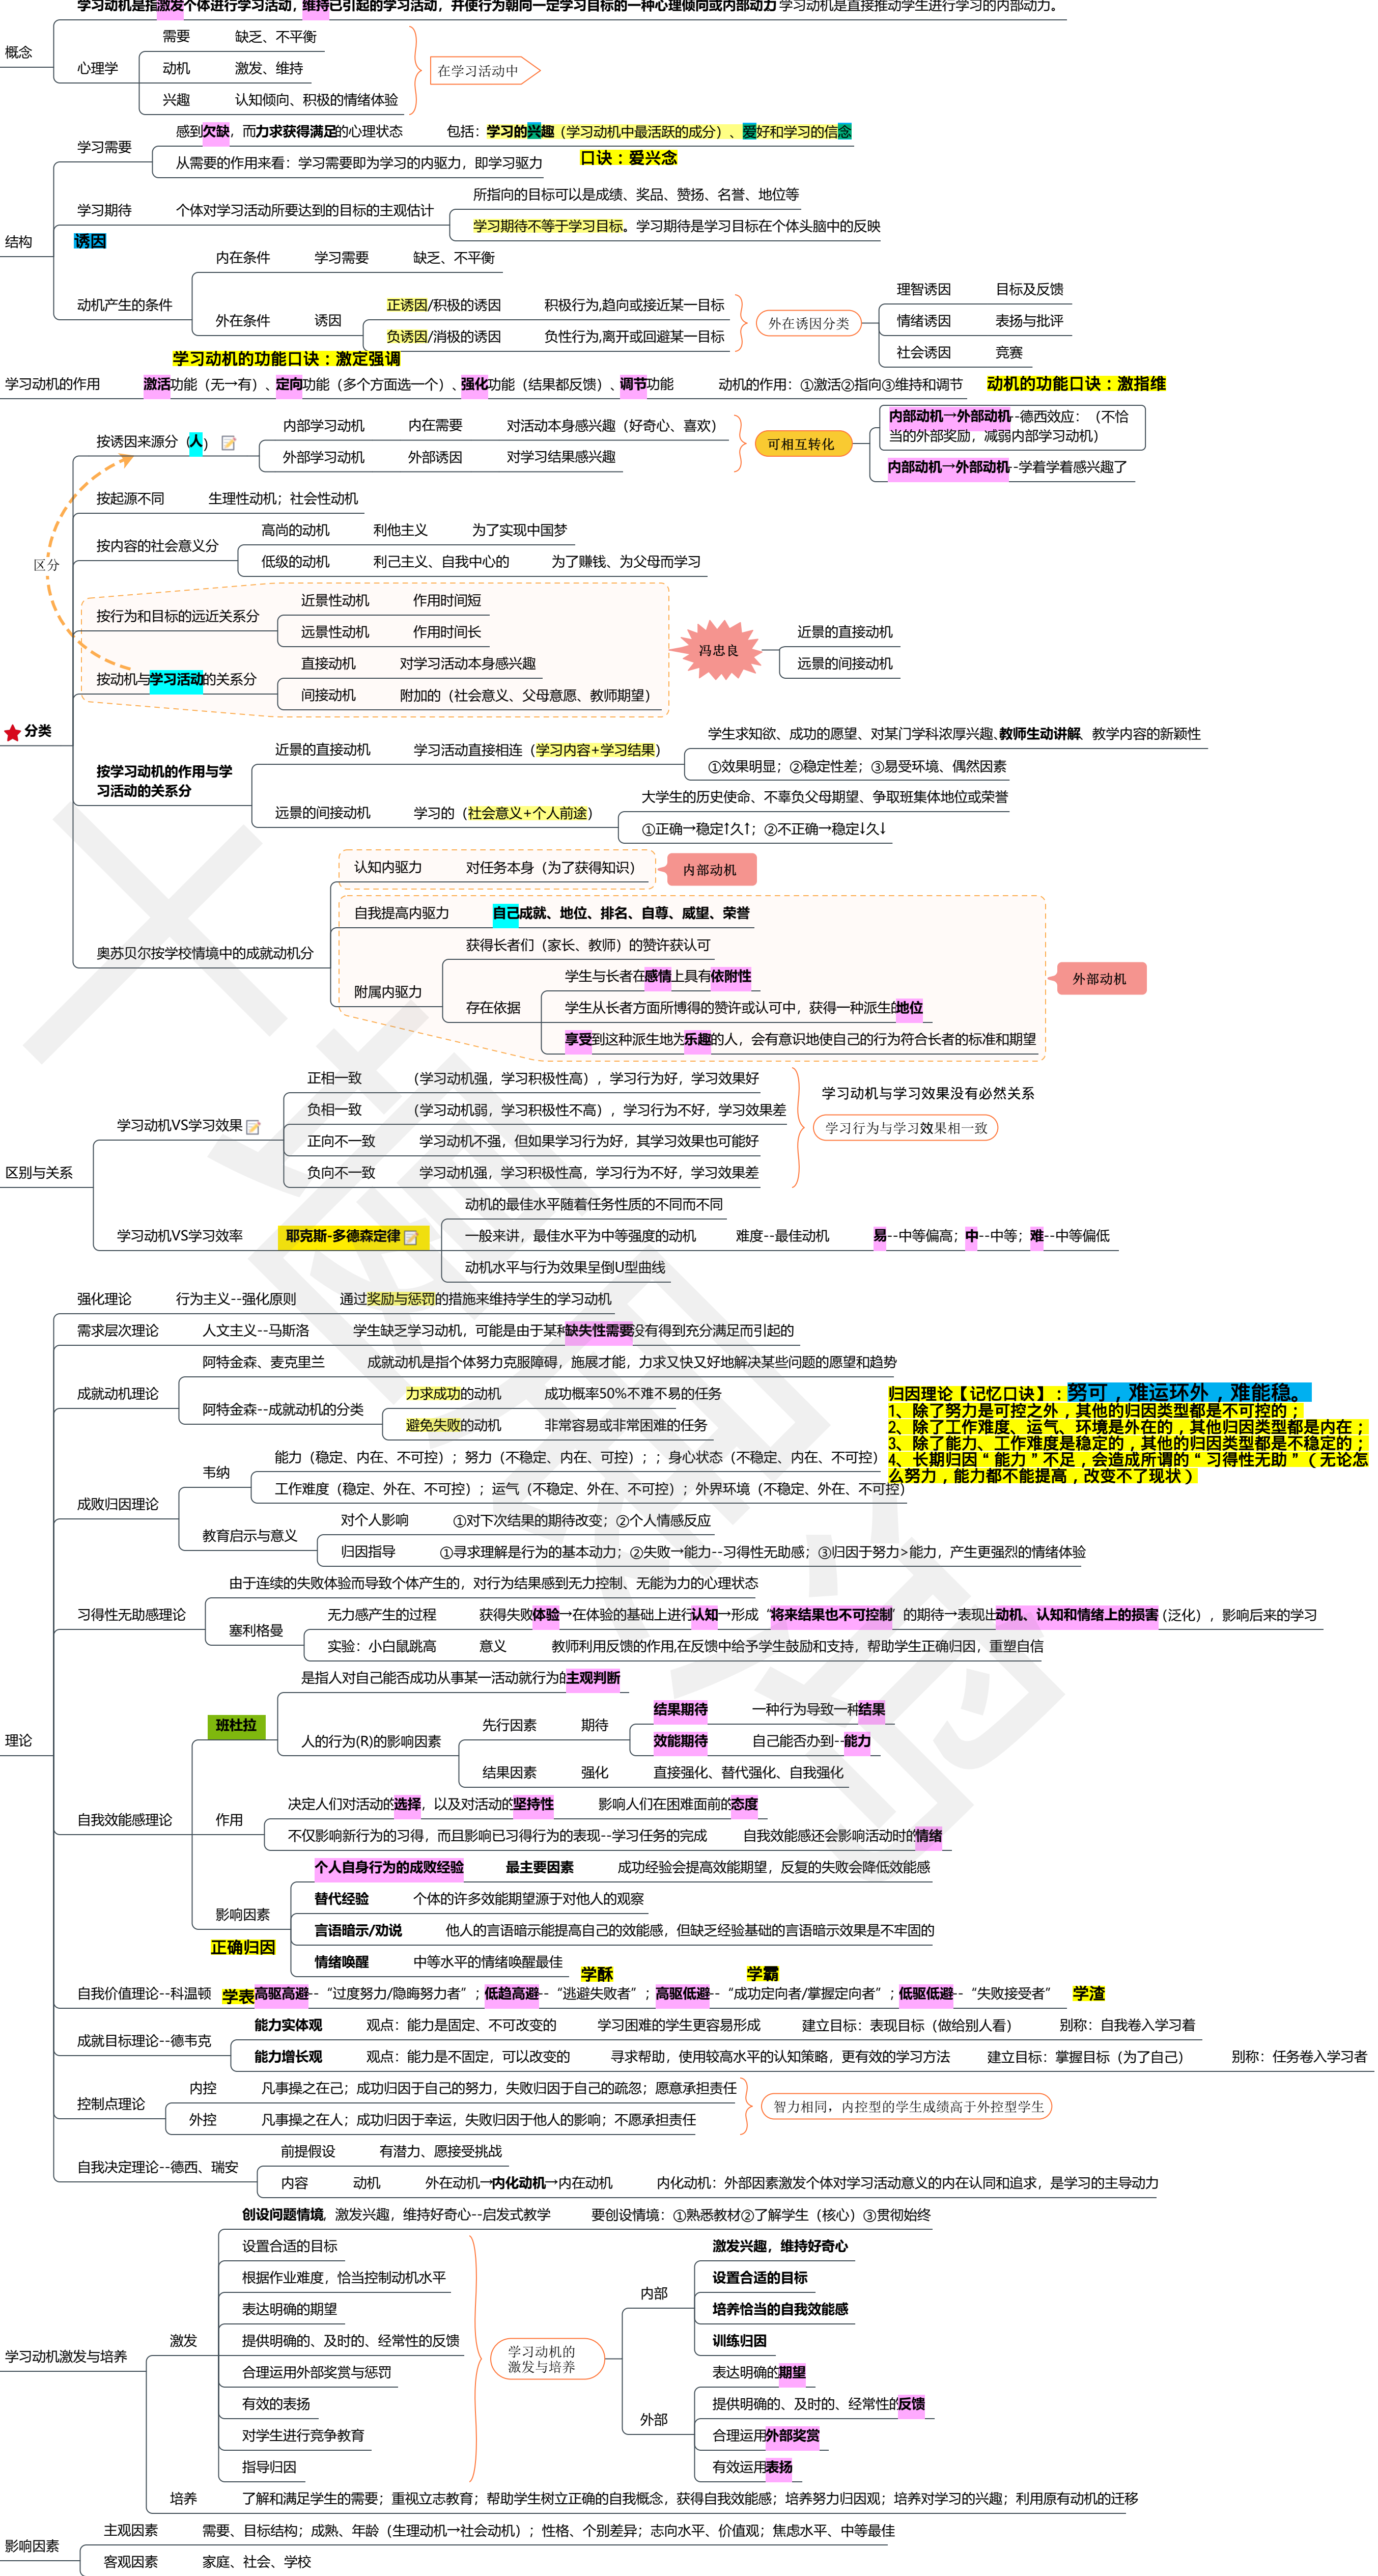 学习动机是指激发个体进行学习活动，维持已引起的学习活动，并使行为朝向一定学习目标的一种心理倾向或内部动力 学习动机是直接推动学生进行学习的内部动力。
概念
心理学
需要 缺乏、不平衡
动机 激发、维持
兴趣 认知倾向、积极的情绪体验
在学习活动中
结构
学习需要
感到欠缺，而力求获得满足的心理状态 包括：学习的兴趣（学习动机中最活跃的成分）、爱好和学习的信念
从需要的作用来看：学习需要即为学习的内驱力，即学习驱力
口诀：爱兴念
学习期待 个体对学习活动所要达到的目标的主观估计
所指向的目标可以是成绩、奖品、赞扬、名誉、地位等
学习期待不等于学习目标。学习期待是学习目标在个体头脑中的反映
诱因
动机产生的条件
内在条件 学习需要 缺乏、不平衡
外在条件 诱因
正诱因/积极的诱因 积极行为,趋向或接近某一目标
负诱因/消极的诱因 负性行为,离开或回避某一目标
外在诱因分类
理智诱因 目标及反馈
情绪诱因 表扬与批评
社会诱因 竞赛
学习动机的功能口诀：激定强调
学习动机的作用 激活功能（无→有）、定向功能（多个方面选一个）、强化功能（结果都反馈）、调节功能 动机的作用：①激活②指向③维持和调节 动机的功能口诀：激指维
分类
按诱因来源分（人）
内部学习动机 内在需要 对活动本身感兴趣（好奇心、喜欢）
外部学习动机 外部诱因 对学习结果感兴趣
可相互转化
内部动机→外部动机--德西效应：（不恰
当的外部奖励，减弱内部学习动机）
内部动机→外部动机--学着学着感兴趣了
区分
按起源不同 生理性动机；社会性动机
按内容的社会意义分
高尚的动机 利他主义 为了实现中国梦
低级的动机 利己主义、自我中心的 为了赚钱、为父母而学习
按行为和目标的远近关系分
近景性动机 作用时间短
远景性动机 作用时间长
按动机与学习活动的关系分
直接动机 对学习活动本身感兴趣
间接动机 附加的（社会意义、父母意愿、教师期望）
冯忠良
近景的直接动机
远景的间接动机
按学习动机的作用与学
习活动的关系分
近景的直接动机 学习活动直接相连（学习内容+学习结果）
学生求知欲、成功的愿望、对某门学科浓厚兴趣、教师生动讲解、教学内容的新颖性
①效果明显；②稳定性差；③易受环境、偶然因素
远景的间接动机 学习的（社会意义+个人前途）
大学生的历史使命、不辜负父母期望、争取班集体地位或荣誉
①正确→稳定↑久↑；②不正确→稳定↓久↓
奥苏贝尔按学校情境中的成就动机分
认知内驱力 对任务本身（为了获得知识）
内部动机
自我提高内驱力 自己成就、地位、排名、自尊、威望、荣誉
附属内驱力
获得长者们（家长、教师）的赞许获认可
存在依据
学生与长者在感情上具有依附性
学生从长者方面所博得的赞许或认可中，获得一种派生的地位
享受到这种派生地为乐趣的人，会有意识地使自己的行为符合长者的标准和期望
外部动机
区别与关系
学习动机VS学习效果
正相一致 （学习动机强，学习积极性高），学习行为好，学习效果好
负相一致 （学习动机弱，学习积极性不高），学习行为不好，学习效果差
正向不一致 学习动机不强，但如果学习行为好，其学习效果也可能好
负向不一致 学习动机强，学习积极性高，学习行为不好，学习效果差
学习动机与学习效果没有必然关系
学习行为与学习效果相一致
学习动机VS学习效率 耶克斯-多德森定律
动机的最佳水平随着任务性质的不同而不同
一般来讲，最佳水平为中等强度的动机 难度--最佳动机 易--中等偏高；中--中等；难--中等偏低
动机水平与行为效果呈倒U型曲线
理论
强化理论 行为主义--强化原则 通过奖励与惩罚的措施来维持学生的学习动机
需求层次理论 人文主义--马斯洛 学生缺乏学习动机，可能是由于某种缺失性需要没有得到充分满足而引起的
成就动机理论
阿特金森、麦克里兰 成就动机是指个体努力克服障碍，施展才能，力求又快又好地解决某些问题的愿望和趋势
阿特金森--成就动机的分类
力求成功的动机 成功概率50%不难不易的任务
避免失败的动机 非常容易或非常困难的任务
归因理论【记忆口诀】：努可，难运环外，难能稳。
1、除了努力是可控之外，其他的归因类型都是不可控的；
2、除了工作难度、运气、环境是外在的，其他归因类型都是内在；
3、除了能力、工作难度是稳定的，其他的归因类型都是不稳定的；
4、长期归因“能力”不足，会造成所谓的“习得性无助”（无论怎
么努力，能力都不能提高，改变不了现状）
成败归因理论
韦纳
能力（稳定、内在、不可控）；努力（不稳定、内在、可控）；；身心状态（不稳定、内在、不可控）
工作难度（稳定、外在、不可控）；运气（不稳定、外在、不可控）；外界环境（不稳定、外在、不可控）
教育启示与意义
对个人影响 ①对下次结果的期待改变；②个人情感反应
归因指导 ①寻求理解是行为的基本动力；②失败→能力--习得性无助感；③归因于努力>能力，产生更强烈的情绪体验
习得性无助感理论
由于连续的失败体验而导致个体产生的，对行为结果感到无力控制、无能为力的心理状态
塞利格曼
无力感产生的过程 获得失败体验→在体验的基础上进行认知→形成“将来结果也不可控制”的期待→表现出动机、认知和情绪上的损害（泛化），影响后来的学习
实验：小白鼠跳高 意义 教师利用反馈的作用,在反馈中给予学生鼓励和支持，帮助学生正确归因，重塑自信
自我效能感理论
班杜拉
是指人对自己能否成功从事某一活动就行为的主观判断
人的行为(R)的影响因素
先行因素 期待
结果期待 一种行为导致一种结果
效能期待 自己能否办到--能力
结果因素 强化 直接强化、替代强化、自我强化
作用
决定人们对活动的选择，以及对活动的坚持性 影响人们在困难面前的态度
不仅影响新行为的习得，而且影响已习得行为的表现--学习任务的完成 自我效能感还会影响活动时的情绪
影响因素
个人自身行为的成败经验 最主要因素 成功经验会提高效能期望，反复的失败会降低效能感
替代经验 个体的许多效能期望源于对他人的观察
言语暗示/劝说 他人的言语暗示能提高自己的效能感，但缺乏经验基础的言语暗示效果是不牢固的
正确归因
情绪唤醒 中等水平的情绪唤醒最佳
学酥 学霸
自我价值理论--科温顿 学表 高驱高避--“过度努力/隐晦努力者”；低趋高避--“逃避失败者”；高驱低避--“成功定向者/掌握定向者”；低驱低避--“失败接受者” 学渣
成就目标理论--德韦克
能力实体观 观点：能力是固定、不可改变的 学习困难的学生更容易形成 建立目标：表现目标（做给别人看） 别称：自我卷入学习着
能力增长观 观点：能力是不固定，可以改变的 寻求帮助，使用较高水平的认知策略，更有效的学习方法 建立目标：掌握目标（为了自己） 别称：任务卷入学习者
控制点理论
内控 凡事操之在己；成功归因于自己的努力，失败归因于自己的疏忽；愿意承担责任
外控 凡事操之在人；成功归因于幸运，失败归因于他人的影响；不愿承担责任
智力相同，内控型的学生成绩高于外控型学生
自我决定理论--德西、瑞安
前提假设 有潜力、愿接受挑战
内容 动机 外在动机→内化动机→内在动机 内化动机：外部因素激发个体对学习活动意义的内在认同和追求，是学习的主导动力
学习动机激发与培养
激发
创设问题情境，激发兴趣，维持好奇心--启发式教学 要创设情境：①熟悉教材②了解学生（核心）③贯彻始终
设置合适的目标
根据作业难度，恰当控制动机水平
表达明确的期望
提供明确的、及时的、经常性的反馈
合理运用外部奖赏与惩罚
有效的表扬
对学生进行竞争教育
指导归因
学习动机的
激发与培养
内部
激发兴趣，维持好奇心
设置合适的目标
培养恰当的自我效能感
训练归因
外部
表达明确的期望
提供明确的、及时的、经常性的反馈
合理运用外部奖赏
有效运用表扬
培养 了解和满足学生的需要；重视立志教育；帮助学生树立正确的自我概念，获得自我效能感；培养努力归因观；培养对学习的兴趣；利用原有动机的迁移
影响因素
主观因素 需要、目标结构；成熟、年龄（生理动机→社会动机）；性格、个别差异；志向水平、价值观；焦虑水平、中等最佳
客观因素 家庭、社会、学校